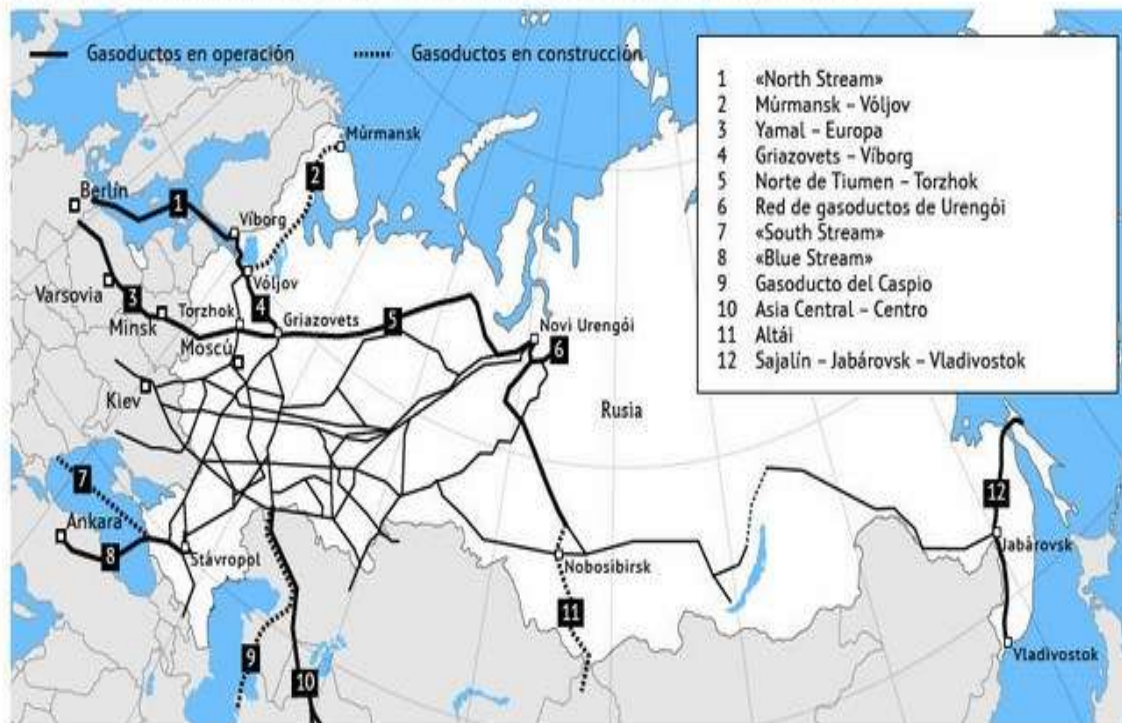 Gasoductos en operación
Gasoductos en construcción
1 «North Stream»
2 Múrmansk – Vóljov
3 Yamal – Europa
4 Griazovets – Víborg
5 Norte de Tiumen – Torzhok
6 Red de gasoductos de Urengói
7 «South Stream»
8 «Blue Stream»
9 Gasoducto del Caspio
10 Asia Central – Centro
11 Altái
12 Sajalín – Jabárovsk – Vladivostok
Múrmansk
2
Berlín
1
Víborg
Vóljov
Varsovia
3
Minsk
Torzhok
4
Griazovets
5
Novi Urengói
Moscú
6
Kiev
Rusia
7
12
Ankara
8
Stávropol
Nobosibirsk
Jabárovsk
11
9
10
Vladivostok